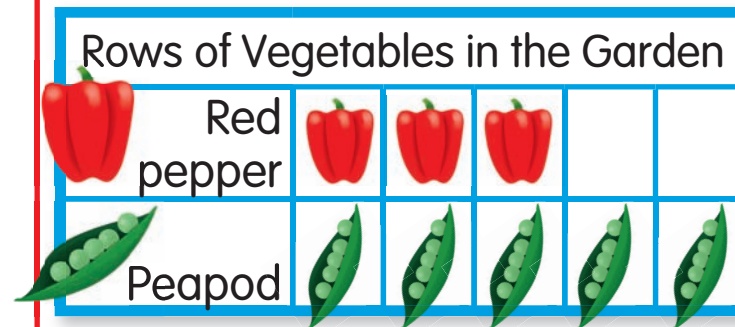 Rows of Vegetables in the Garden
Red
pepper
Peapod